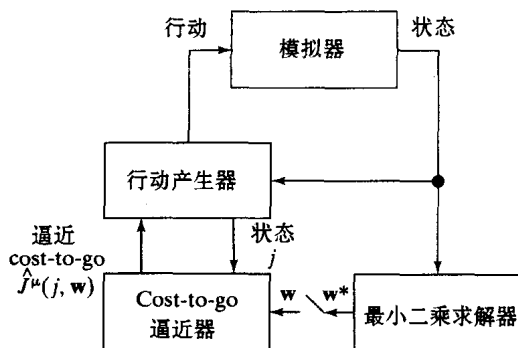 行动
模拟器
状态
行动产生器
逼近
cost-to-go
Ĵ^μ(j, w)
状态
j
Cost-to-go
逼近器
w
w*
最小二乘求解器